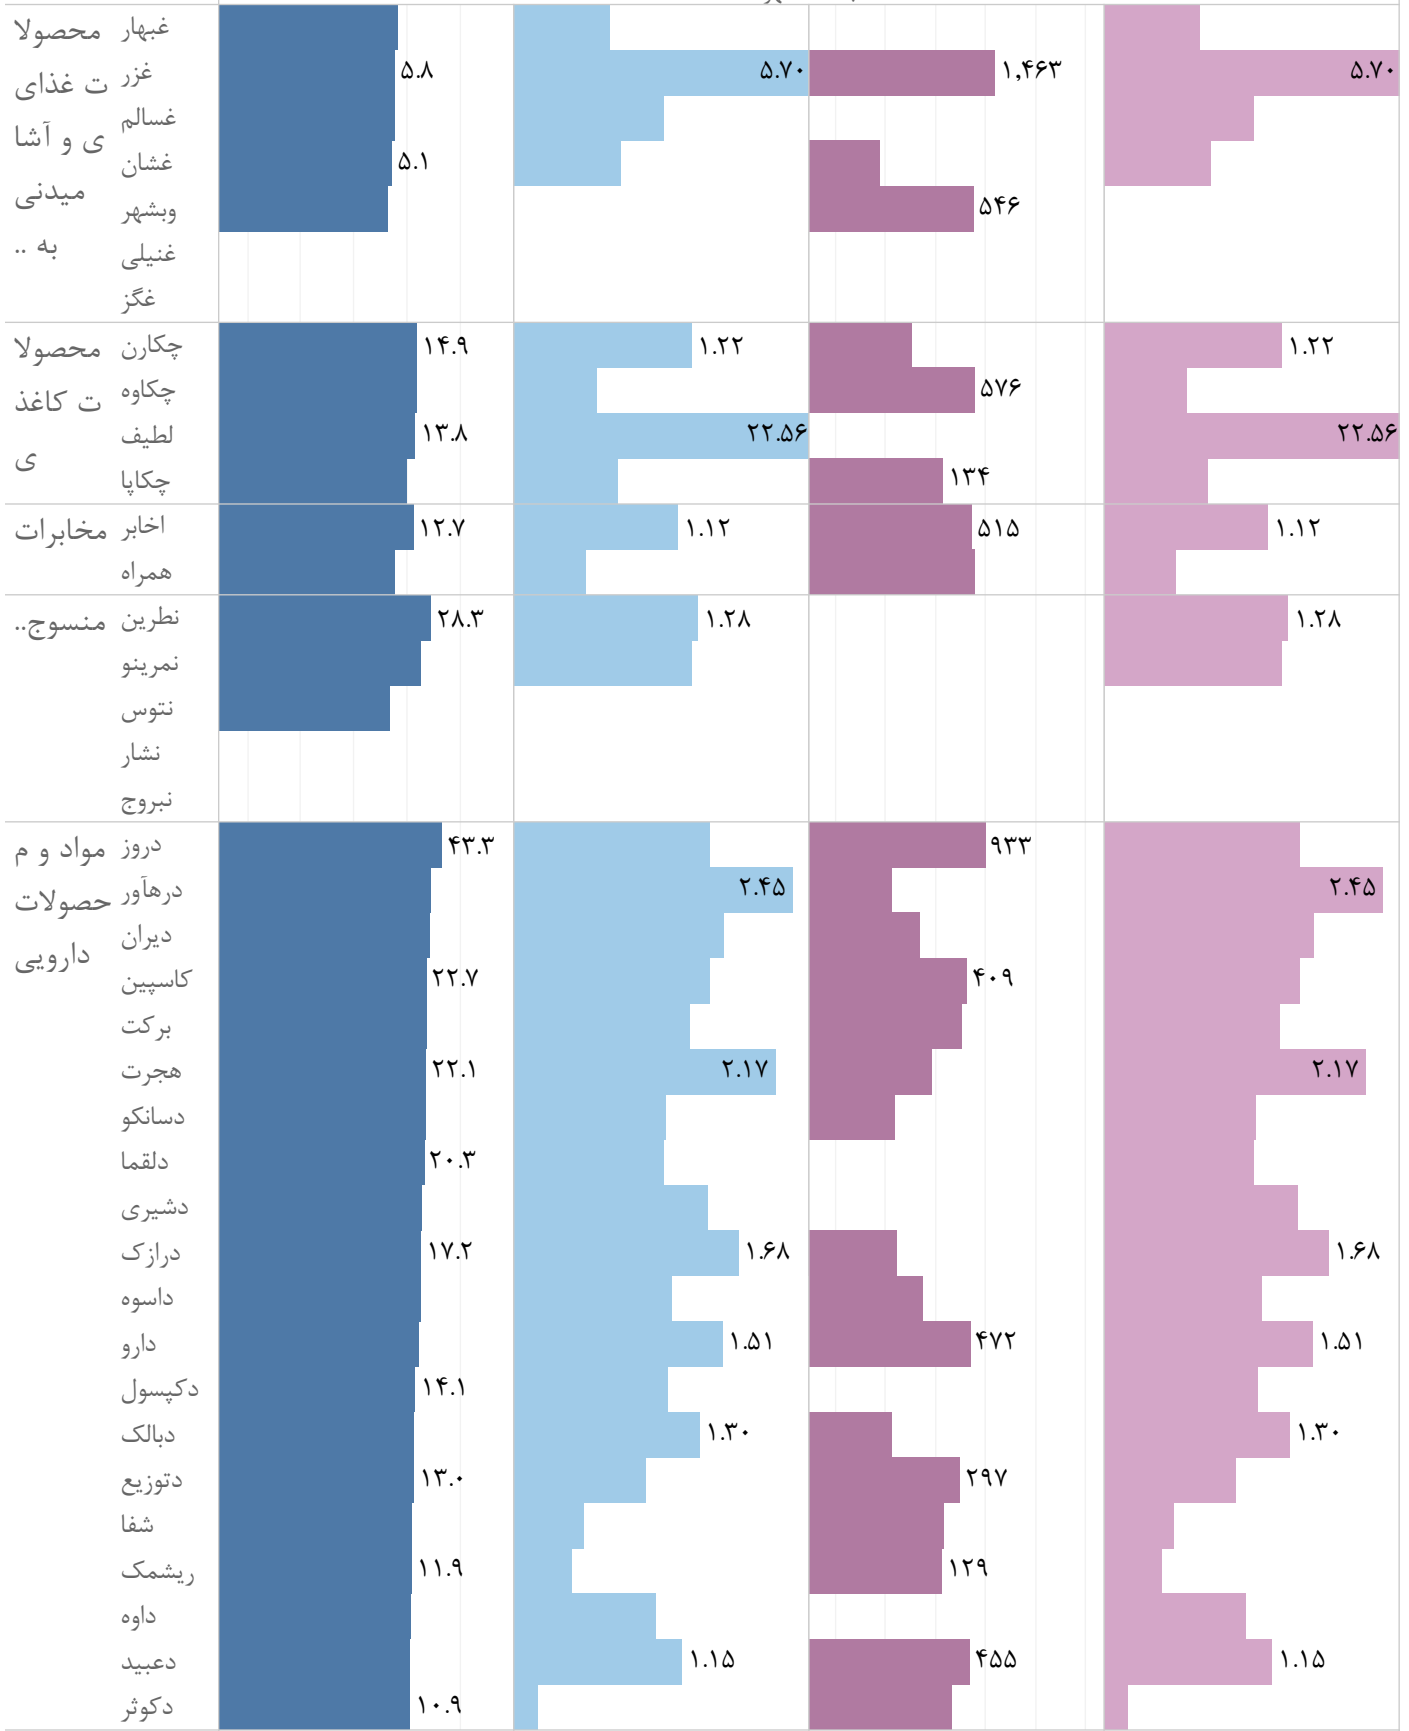 محصولا
ت غذای
ی و آشا
میدنی
به ..
غبهار
غزر ۵.۸ ۵.۷۰ ۱,۴۶۳ ۵.۷۰
غسالم
غشان ۵.۱
وبشهر ۵۴۶
غنیلی
غگز
محصولا
ت کاغذ
ی
چکارن ۱۴.۹ ۱.۲۲ ۱.۲۲
چکاوه ۵۷۶
لطیف ۱۳.۸ ۲۲.۵۶ ۲۲.۵۶
چکاپا ۱۳۴
مخابرات
اخابر ۱۲.۷ ۱.۱۲ ۵۱۵ ۱.۱۲
همراه
منسوج..
نطرین ۲۸.۳ ۱.۲۸ ۱.۲۸
نمرینو
نتوس
نشار
نبروج
مواد و م
حصولات
دارویی
دروز ۴۳.۳ ۹۳۳
درهآور ۲.۴۵ ۲.۴۵
دیران
کاسپین ۲۲.۷ ۴۰۹
برکت
هجرت ۲۲.۱ ۲.۱۷ ۲.۱۷
دسانکو
دلقما ۲۰.۳
دشیری
درازک ۱۷.۲ ۱.۶۸ ۱.۶۸
داسوه
دارو ۱.۵۱ ۴۷۲ ۱.۵۱
دکپسول ۱۴.۱
دبالک ۱.۳۰ ۱.۳۰
دتوزیع ۱۳.۰ ۲۹۷
شفا
ریشمک ۱۱.۹ ۱۲۹
داوه
دعبید ۱.۱۵ ۴۵۵ ۱.۱۵
دکوثر ۱۰.۹